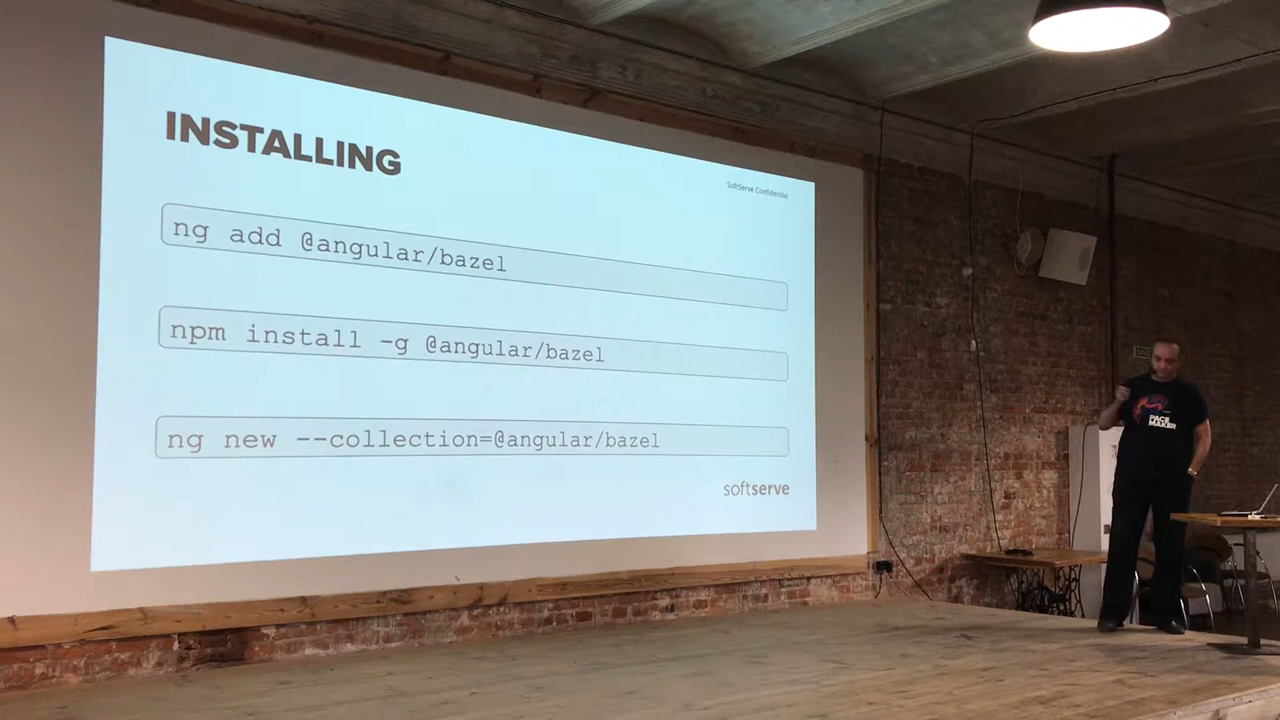 INSTALLING
SoftServe Confidential
ng add @angular/bazel
npm install -g @angular/bazel
ng new --collection=@angular/bazel
softserve
PACE
MAKER